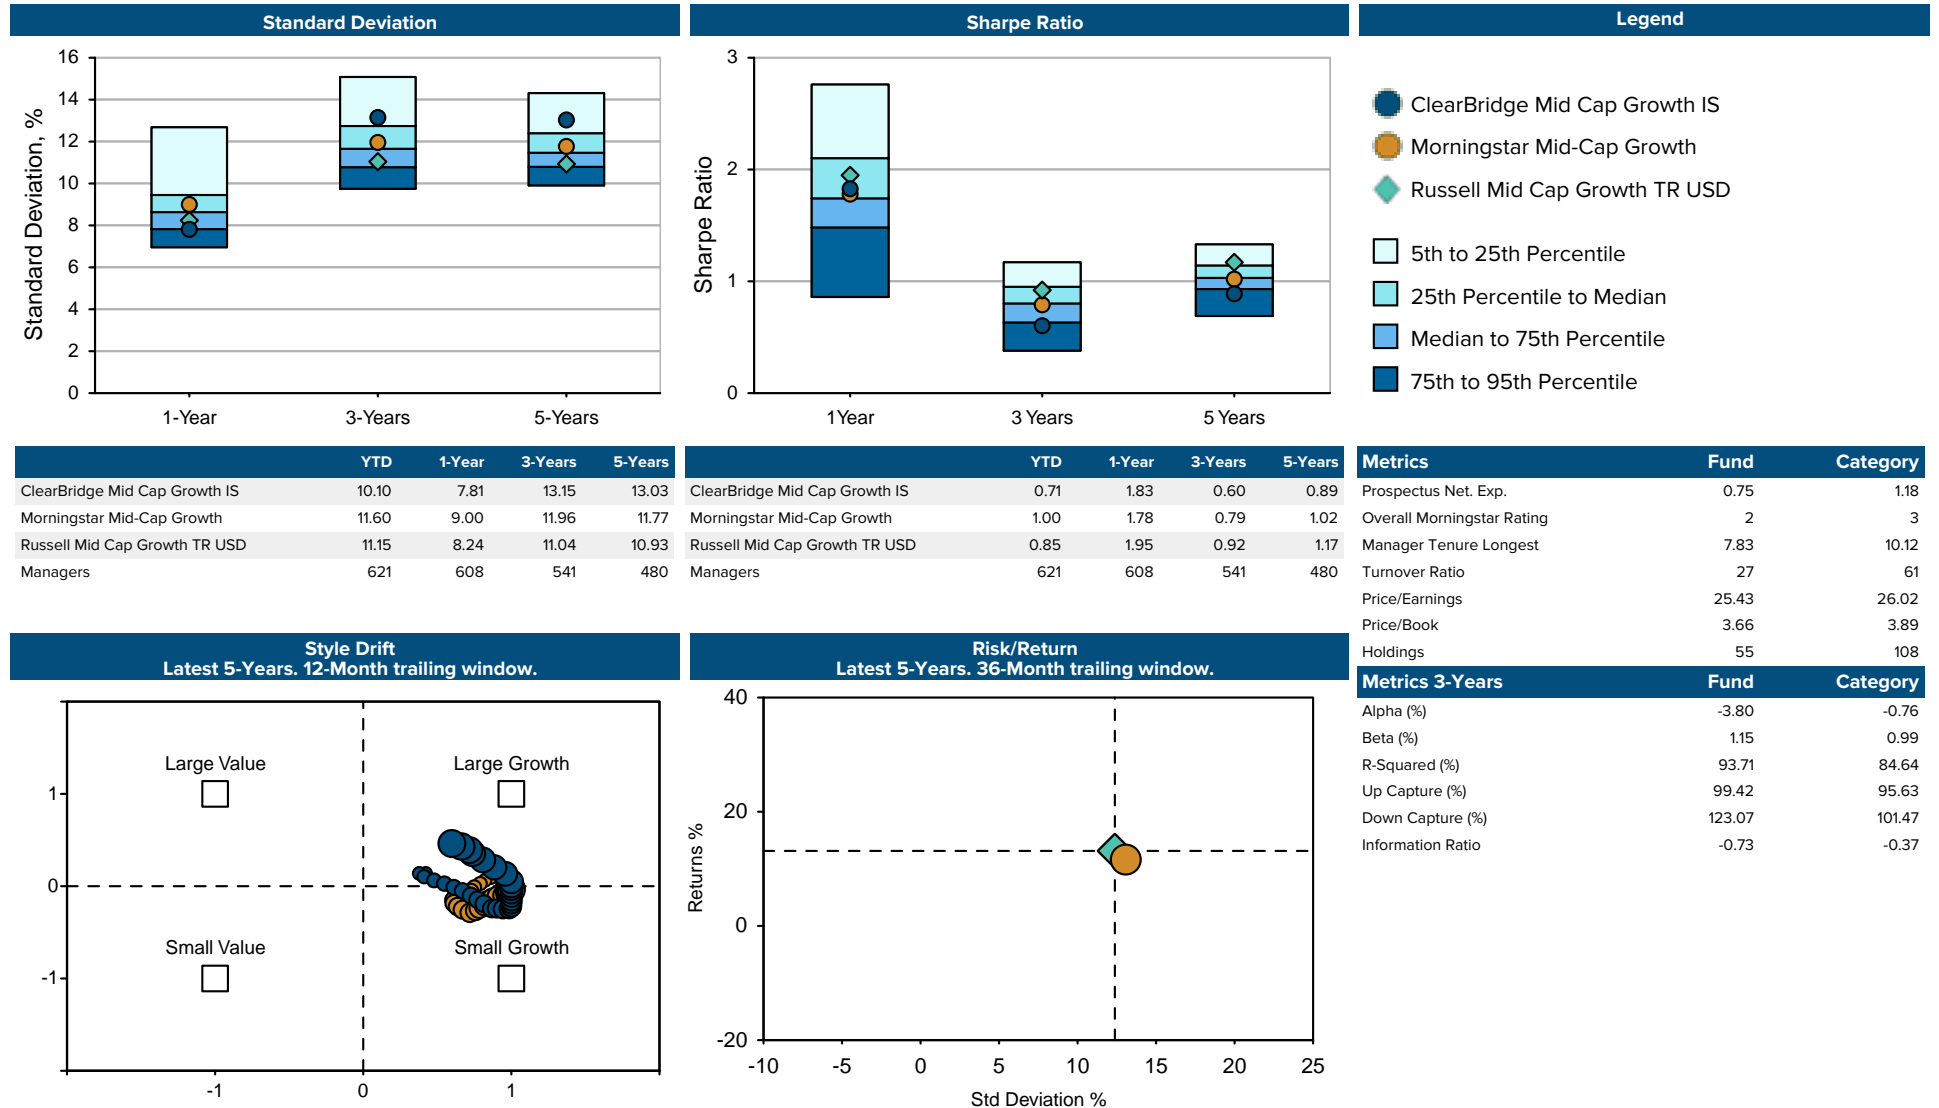 Standard Deviation
Standard Deviation, %
16
14
12
10
8
6
4
2
0
1-Year 3-Years 5-Years
Sharpe Ratio
Sharpe Ratio
3
2
1
0
1Year 3 Years 5 Years
Legend
ClearBridge Mid Cap Growth IS
Morningstar Mid-Cap Growth
Russell Mid Cap Growth TR USD
5th to 25th Percentile
25th Percentile to Median
Median to 75th Percentile
75th to 95th Percentile
YTD 1-Year 3-Years 5-Years
ClearBridge Mid Cap Growth IS 10.10 7.81 13.15 13.03
Morningstar Mid-Cap Growth 11.60 9.00 11.96 11.77
Russell Mid Cap Growth TR USD 11.15 8.24 11.04 10.93
Managers 621 608 541 480
YTD 1-Year 3-Years 5-Years
ClearBridge Mid Cap Growth IS 0.71 1.83 0.60 0.89
Morningstar Mid-Cap Growth 1.00 1.78 0.79 1.02
Russell Mid Cap Growth TR USD 0.85 1.95 0.92 1.17
Managers 621 608 541 480
Metrics Fund Category
Prospectus Net. Exp. 0.75 1.18
Overall Morningstar Rating 2 3
Manager Tenure Longest 7.83 10.12
Turnover Ratio 27 61
Price/Earnings 25.43 26.02
Price/Book 3.66 3.89
Holdings 55 108
Metrics 3-Years Fund Category
Alpha (%) -3.80 -0.76
Beta (%) 1.15 0.99
R-Squared (%) 93.71 84.64
Up Capture (%) 99.42 95.63
Down Capture (%) 123.07 101.47
Information Ratio -0.73 -0.37
Style Drift
Latest 5-Years. 12-Month trailing window.
Large Value Large Growth
1
0
Small Value Small Growth
-1
-1 0 1
Risk/Return
Latest 5-Years. 36-Month trailing window.
Returns %
40
20
0
-20
-10 -5 0 5 10 15 20 25
Std Deviation %